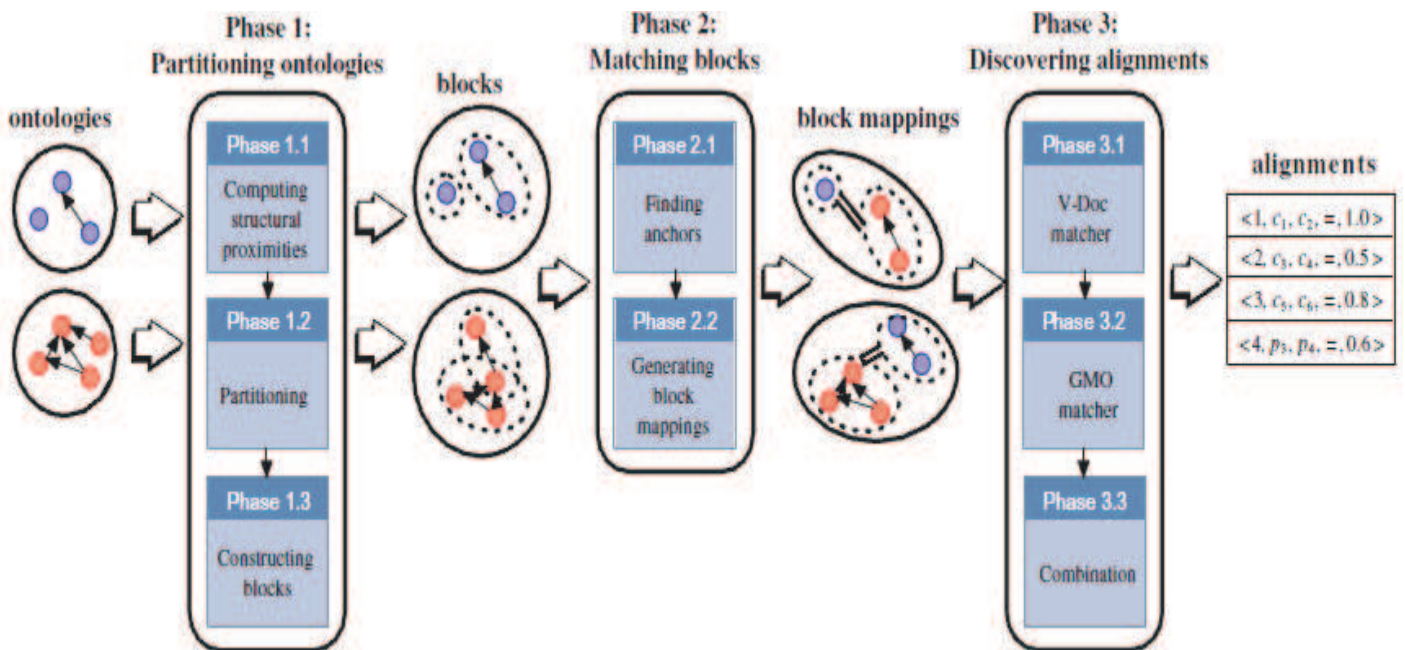 Phase 1:
Partitioning ontologies
ontologies
Phase 1.1
Computing
structural
proximities
Phase 1.2
Partitioning
Phase 1.3
Constructing
blocks
blocks
Phase 2:
Matching blocks
Phase 2.1
Finding
anchors
Phase 2.2
Generating
block
mappings
block mappings
Phase 3:
Discovering alignments
Phase 3.1
V-Doc
matcher
Phase 3.2
GMO
matcher
Phase 3.3
Combination
alignments
<1, c₁, c₂, =, 1.0>
<2, c₃, c₄, =, 0.5>
<3, c₅, c₆, =, 0.8>
<4, p₃, p₄, =, 0.6>